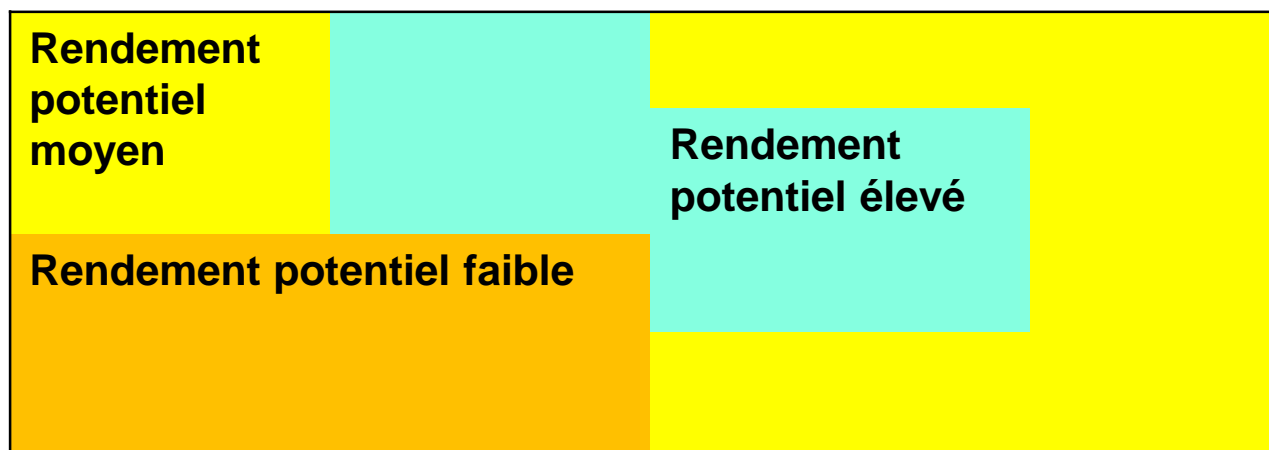 Rendement
potentiel
moyen
Rendement
potentiel élevé
Rendement potentiel faible